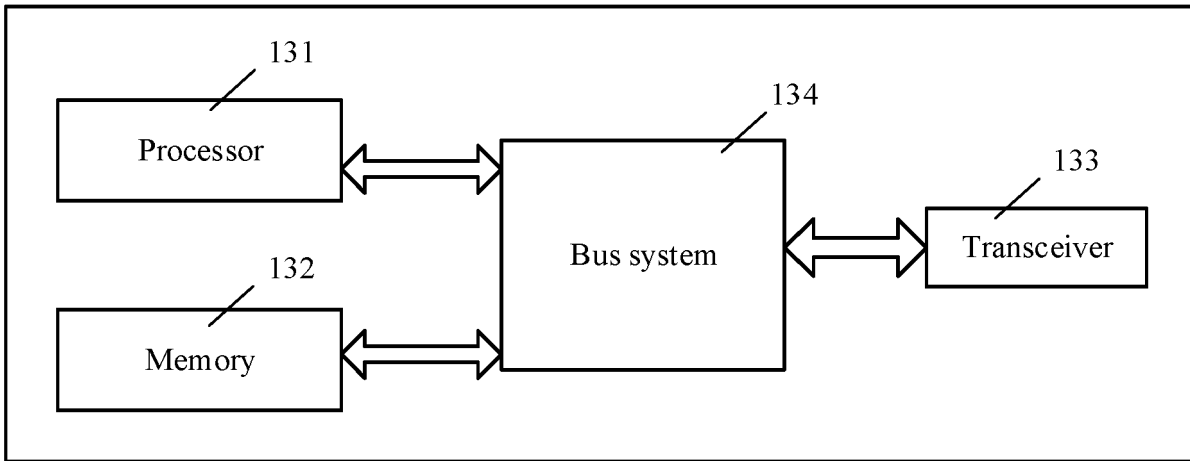 131
Processor
134
133
Bus system
Transceiver
132
Memory